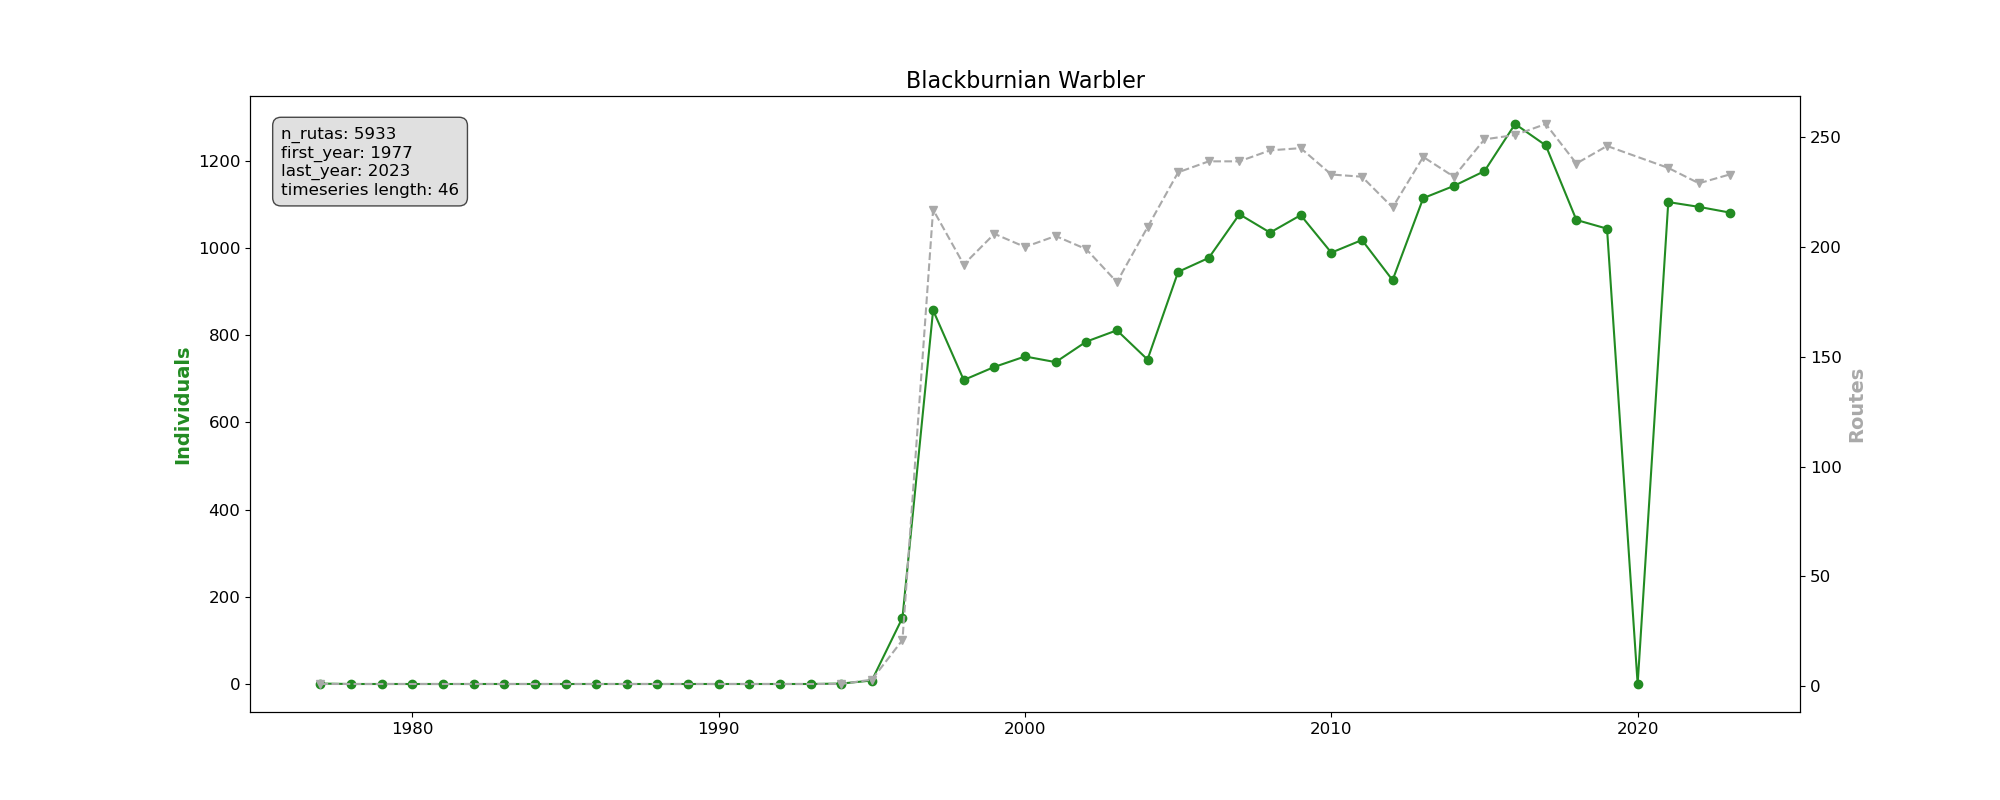 Blackburnian Warbler
n_rutas: 5933
first_year: 1977
last_year: 2023
timeseries length: 46
Individuals
1200
1000
800
600
400
200
0
Routes
250
200
150
100
50
0
1980 1990 2000 2010 2020